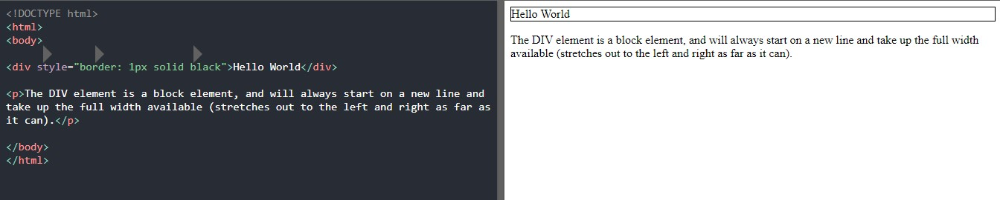 <!DOCTYPE html>
<html>
<body>
<div style="border: 1px solid black">Hello World</div>
<p>The DIV element is a block element, and will always start on a new line and
take up the full width available (stretches out to the left and right as far as
it can).</p>
</body>
</html>
Hello World
The DIV element is a block element, and will always start on a new line and take up the full width
available (stretches out to the left and right as far as it can).